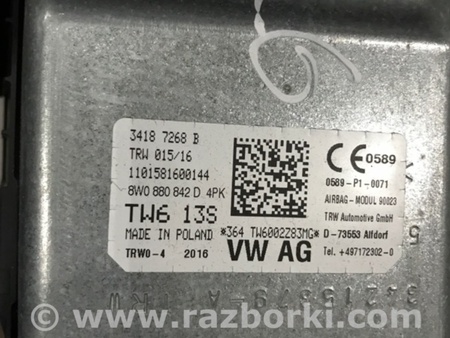 3418 7268 B
TRW 015/16
1101581600144
8W0 880 842 D 4PK
TW6 13S
MADE IN POLAND *364 TW6002Z83MG*
TRWO-4 2016 VW AG
CE 0589
0589-P1-0071
AIRBAG-MODUL 90023
TRW Automotive GmbH
D-73553 Alfdorf
Tel. +497172302-0
www.razborki.com